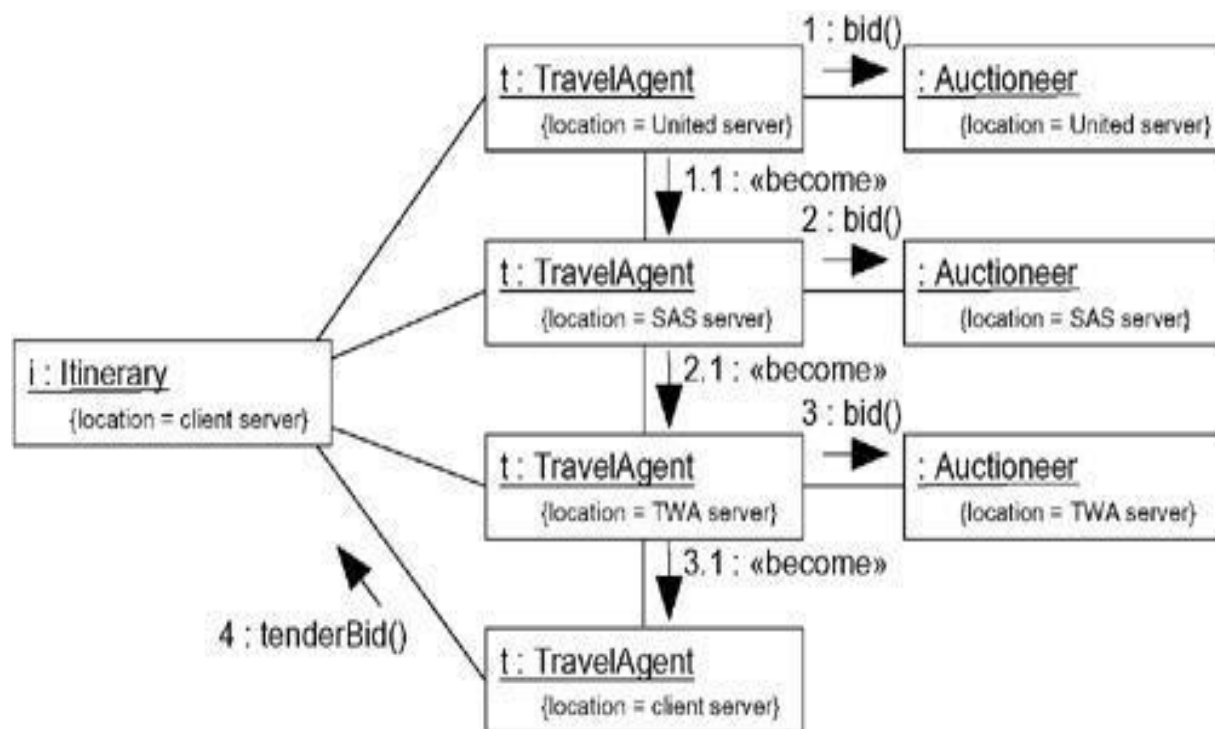 1 : bid()
t : TravelAgent
{location = United server}
: Auctioneer
{location = United server}
1.1 : «become»
2 : bid()
t : TravelAgent
{location = SAS server}
: Auctioneer
{location = SAS server}
i : Itinerary
{location = client server}
2.1 : «become»
3 : bid()
t : TravelAgent
{location = TWA server}
: Auctioneer
{location = TWA server}
3.1 : «become»
4 : tenderBid()
t : TravelAgent
{location = client server}